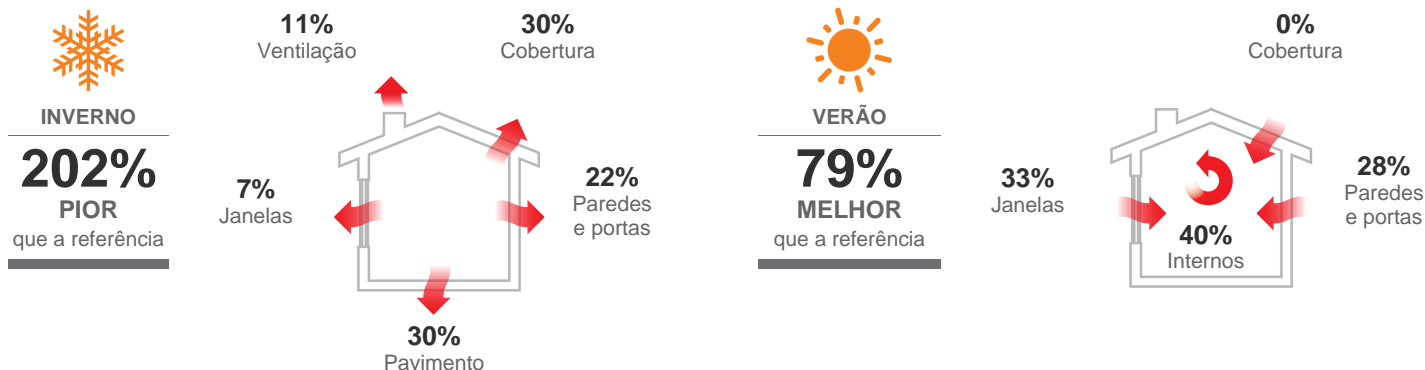 INVERNO
202%
PIOR
que a referência
11%
Ventilação
30%
Cobertura
7%
Janelas
22%
Paredes
e portas
30%
Pavimento
VERÃO
79%
MELHOR
que a referência
0%
Cobertura
33%
Janelas
28%
Paredes
e portas
40%
Internos